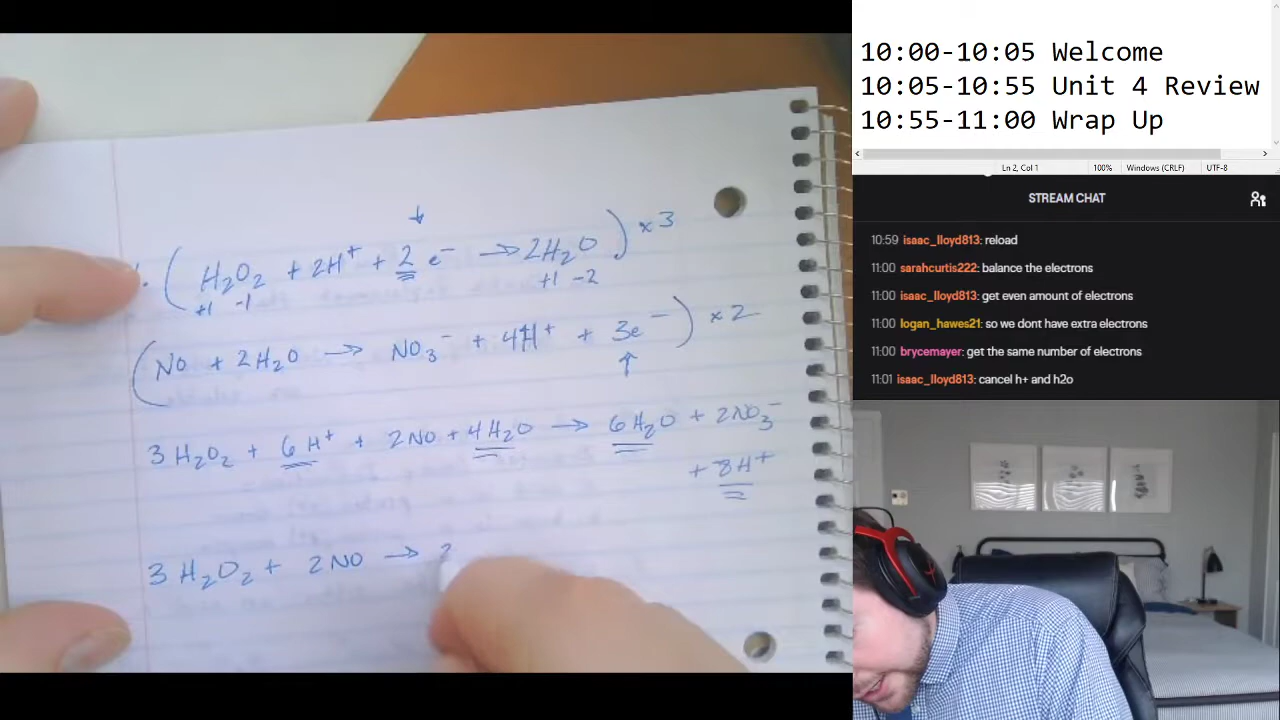 ( H₂O₂ + 2H⁺ + 2 e⁻ → 2H₂O ) x 3
+1 -1 +1 -2
( NO + 2H₂O → NO₃⁻ + 4H⁺ + 3e⁻ ) x 2
3 H₂O₂ + 6 H⁺ + 2NO + 4H₂O → 6H₂O + 2NO₃⁻
+ 8H⁺
3 H₂O₂ + 2NO → 2
10:00-10:05 Welcome
10:05-10:55 Unit 4 Review
10:55-11:00 Wrap Up
Ln 2, Col 1 100% Windows (CRLF) UTF-8
STREAM CHAT
10:59 isaac_lloyd813: reload
11:00 sarahcurtis222: balance the electrons
11:00 isaac_lloyd813: get even amount of electrons
11:00 logan_hawes21: so we dont have extra electrons
11:00 brycemayer: get the same number of electrons
11:01 isaac_lloyd813: cancel h+ and h2o